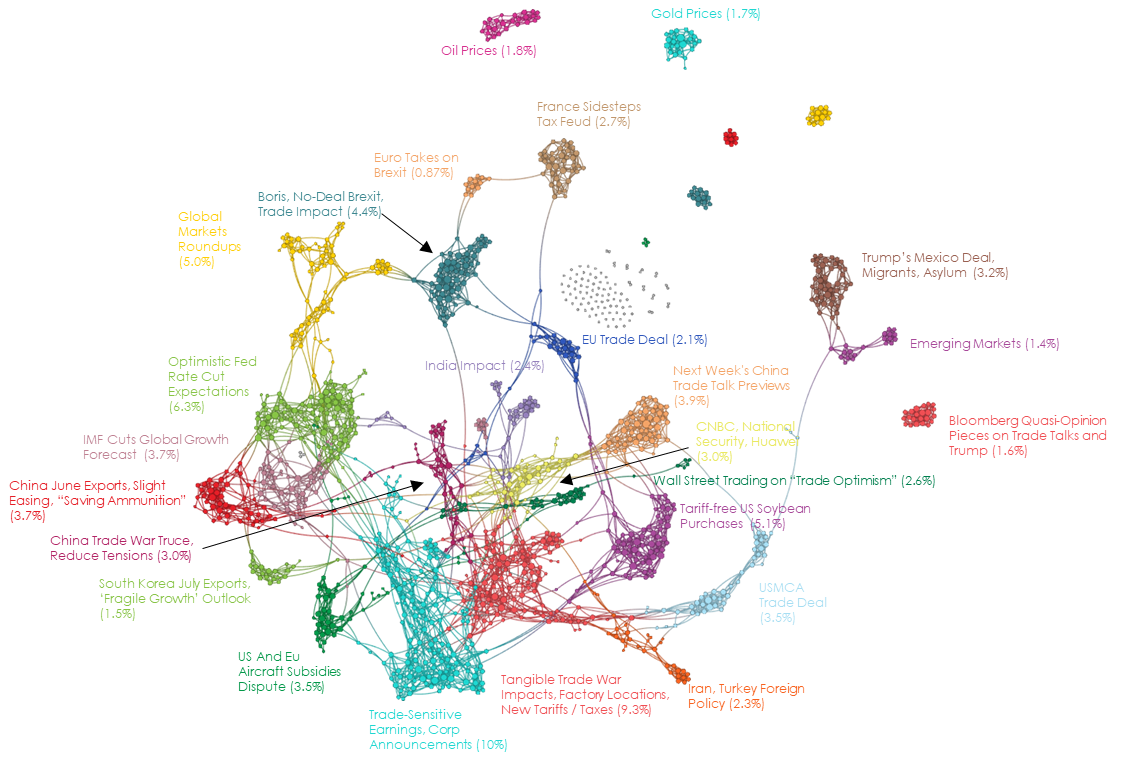 Gold Prices (1.7%)
Oil Prices (1.8%)
France Sidesteps
Tax Feud (2.7%)
Euro Takes on
Brexit (0.87%)
Boris, No-Deal Brexit,
Trade Impact (4.4%)
Global
Markets
Roundups
(5.0%)
Trump's Mexico Deal,
Migrants, Asylum (3.2%)
EU Trade Deal (2.1%)
Emerging Markets (1.4%)
India Impact (2.4%)
Optimistic Fed
Rate Cut
Expectations
(6.3%)
Next Week's China
Trade Talk Previews
(3.9%)
Bloomberg Quasi-Opinion
Pieces on Trade Talks and
Trump (1.6%)
CNBC, National
Security, Huawei
(3.0%)
IMF Cuts Global Growth
Forecast (3.7%)
Wall Street Trading on "Trade Optimism" (2.6%)
China June Exports, Slight
Easing, "Saving Ammunition"
(3.7%)
Tariff-free US Soybean
Purchases (5.1%)
China Trade War Truce,
Reduce Tensions (3.0%)
South Korea July Exports,
'Fragile Growth' Outlook
(1.5%)
USMCA
Trade Deal
(3.5%)
US And Eu
Aircraft Subsidies
Dispute (3.5%)
Tangible Trade War
Impacts, Factory Locations,
New Tariffs / Taxes (9.3%)
Iran, Turkey Foreign
Policy (2.3%)
Trade-Sensitive
Earnings, Corp
Announcements (10%)